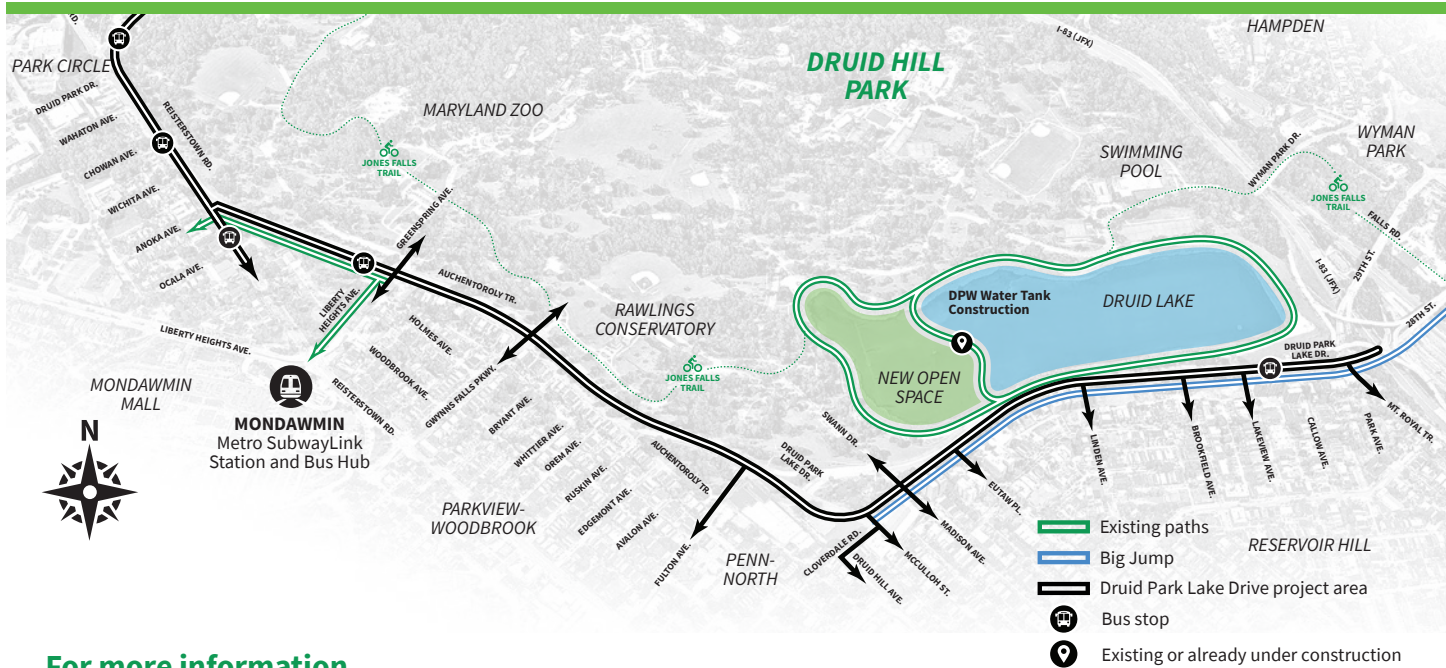 RD.
PARK CIRCLE
DRUID PARK DR.
WAHATON AVE.
CHOWAN AVE.
WICHITA AVE.
ANOKA AVE.
OCALA AVE.
REISTERSTOWN RD.
MARYLAND ZOO
JONES FALLS
TRAIL
GREENSPRING AVE.
DRUID HILL
PARK
I-83 (JFX)
HAMPDEN
SWIMMING
POOL
WYMAN PARK DR.
WYMAN
PARK
JONES FALLS
TRAIL
FALLS RD.
29TH ST.
I-83 (JFX)
28TH ST.
LIBERTY
HEIGHTS AVE.
AUCHENTOROLY TR.
LIBERTY HEIGHTS AVE.
HOLMES AVE.
WOODBROOK AVE.
REISTERSTOWN RD.
GWYNNS FALLS PKWY.
RAWLINGS
CONSERVATORY
JONES FALLS
TRAIL
DPW Water Tank
Construction
DRUID LAKE
NEW OPEN
SPACE
DRUID PARK
LAKE DR.
MONDAWMIN
MALL
MONDAWMIN
Metro SubwayLink
Station and Bus Hub
N
BRYANT AVE.
WHITTIER AVE.
OREM AVE.
RUSKIN AVE.
EDGEMONT AVE.
AVALON AVE.
AUCHENTOROLY TR.
PARKVIEW-
WOODBROOK
FULTON AVE.
PENN-
NORTH
DRUID PARK
LAKE DR.
SWANN DR.
CLOVERDALE RD.
DRUID HILL AVE.
MCCULLOH ST.
MADISON AVE.
EUTAW PL.
LINDEN AVE.
BROOKFIELD AVE.
LAKEVIEW AVE.
CALLOW AVE.
PARK AVE.
MT. ROYAL TR.
RESERVOIR HILL
Existing paths
Big Jump
Druid Park Lake Drive project area
Bus stop
Existing or already under construction
For more information